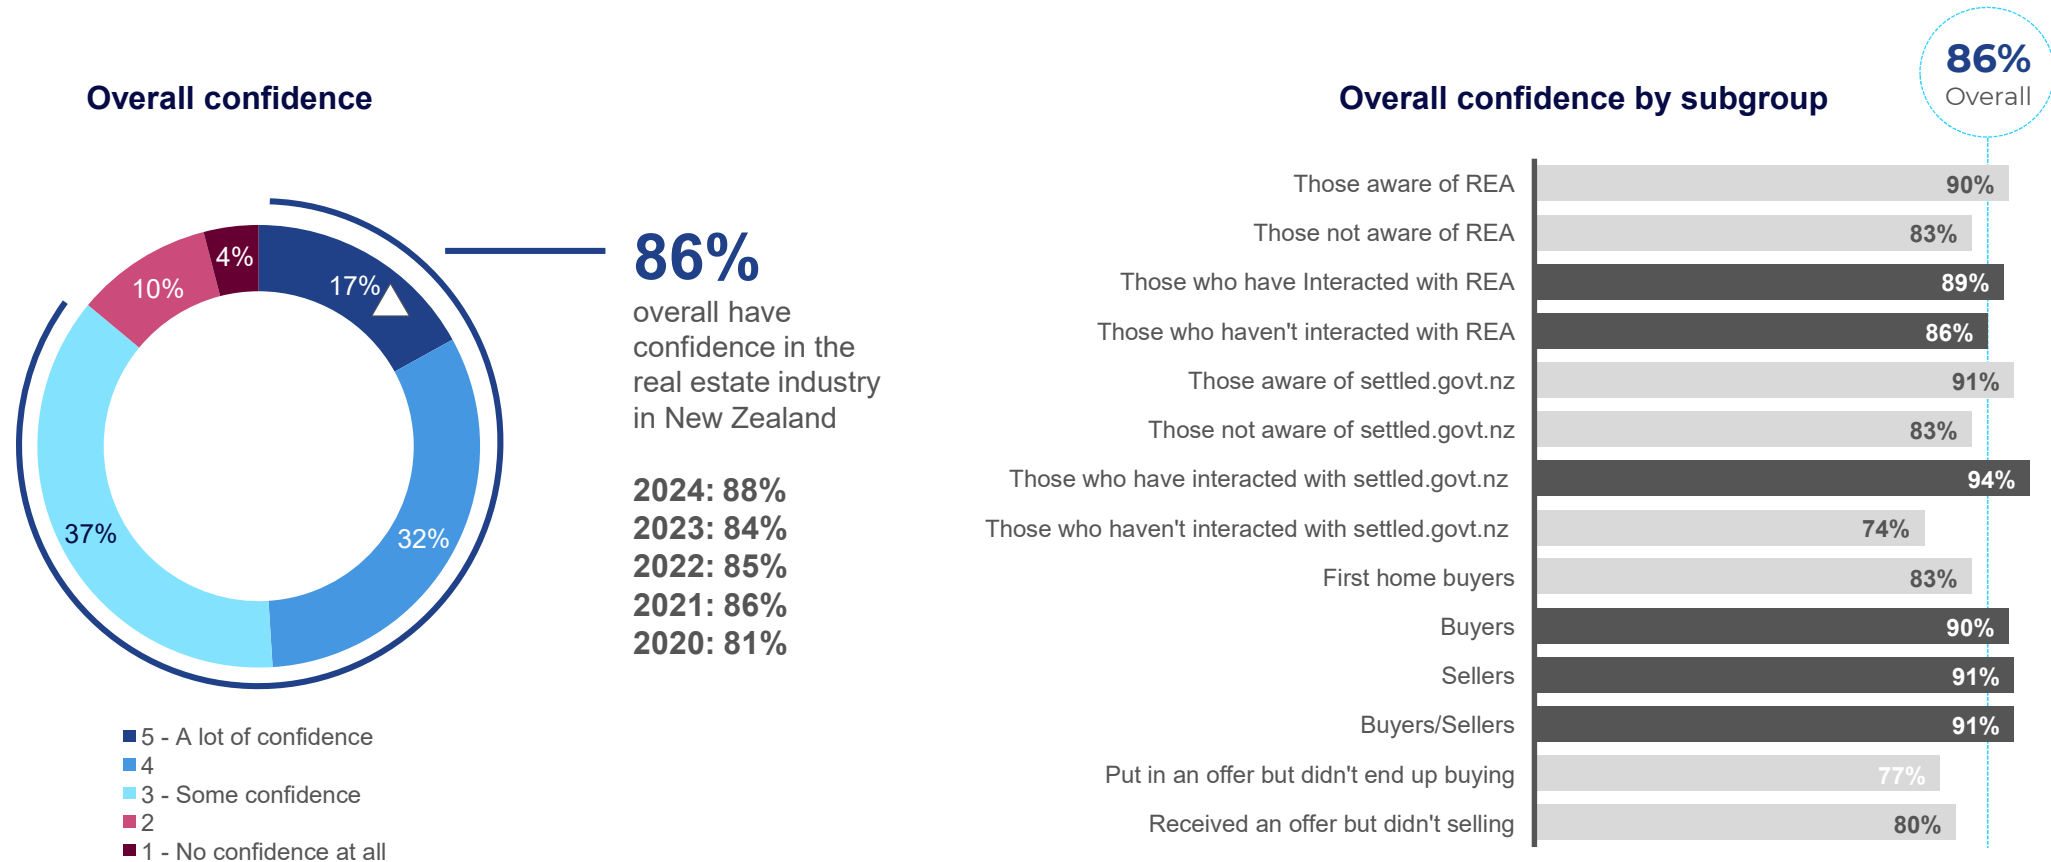 Overall confidence
17%
32%
37%
10%
4%
5 - A lot of confidence
4
3 - Some confidence
2
1 - No confidence at all
86%
overall have
confidence in the
real estate industry
in New Zealand
2024: 88%
2023: 84%
2022: 85%
2021: 86%
2020: 81%
Overall confidence by subgroup
86%
Overall
Those aware of REA 90%
Those not aware of REA 83%
Those who have Interacted with REA 89%
Those who haven't interacted with REA 86%
Those aware of settled.govt.nz 91%
Those not aware of settled.govt.nz 83%
Those who have interacted with settled.govt.nz 94%
Those who haven't interacted with settled.govt.nz 74%
First home buyers 83%
Buyers 90%
Sellers 91%
Buyers/Sellers 91%
Put in an offer but didn't end up buying 77%
Received an offer but didn't selling 80%